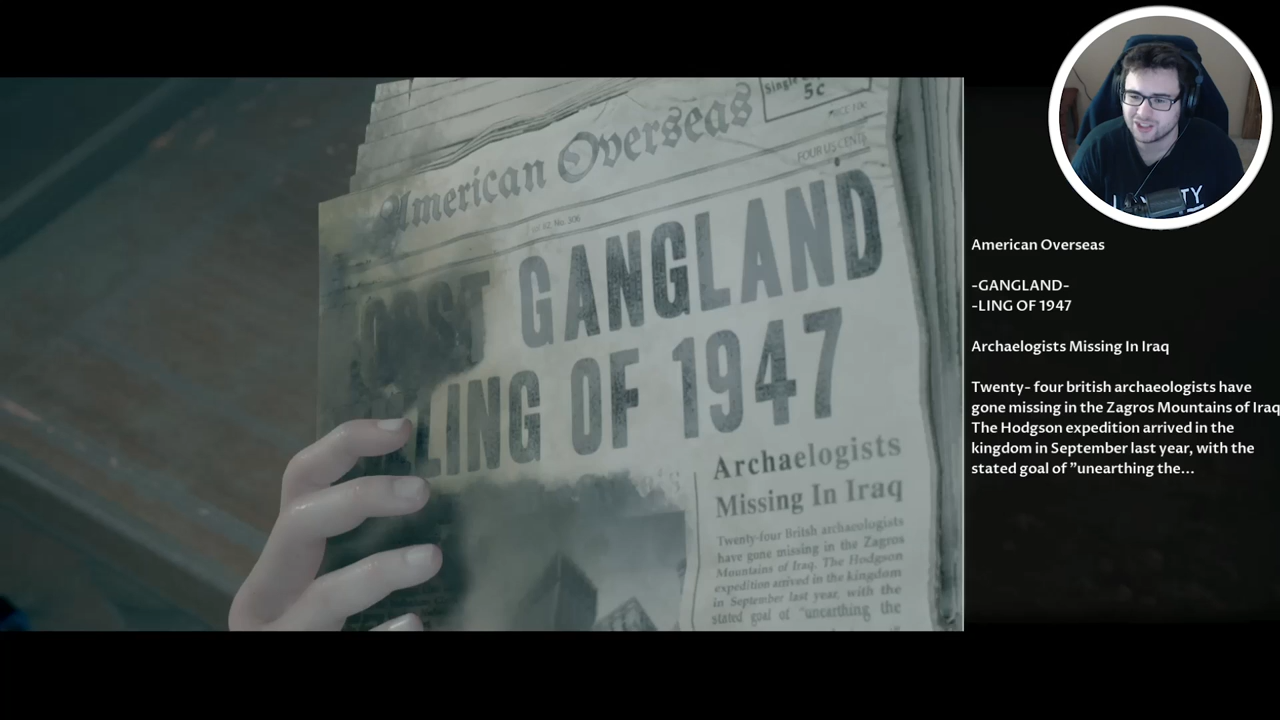 American Overseas
5c
FOUR US CENTS
GANGLAND
LING OF 1947
Archaelogists
Missing In Iraq
Twenty-four Britsh archaeologists
have gone missing in the Zagros
Mountains of Iraq. The Hodgson
expedition arrived in the kingdom
in September last year, with the
stated goal of "unearthing the
American Overseas
-GANGLAND-
-LING OF 1947
Archaelogists Missing In Iraq
Twenty- four british archaeologists have
gone missing in the Zagros Mountains of Iraq
The Hodgson expedition arrived in the
kingdom in September last year, with the
stated goal of "unearthing the...